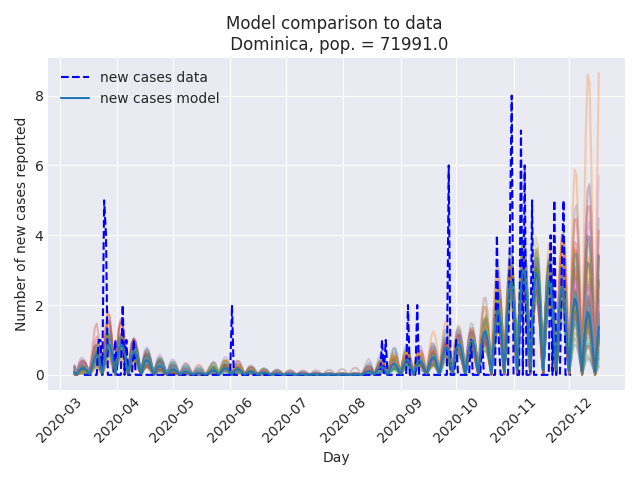 Model comparison to data
Dominica, pop. = 71991.0
new cases data
new cases model
Number of new cases reported
8
6
4
2
0
2020-03
2020-04
2020-05
2020-06
2020-07
2020-08
2020-09
2020-10
2020-11
2020-12
Day